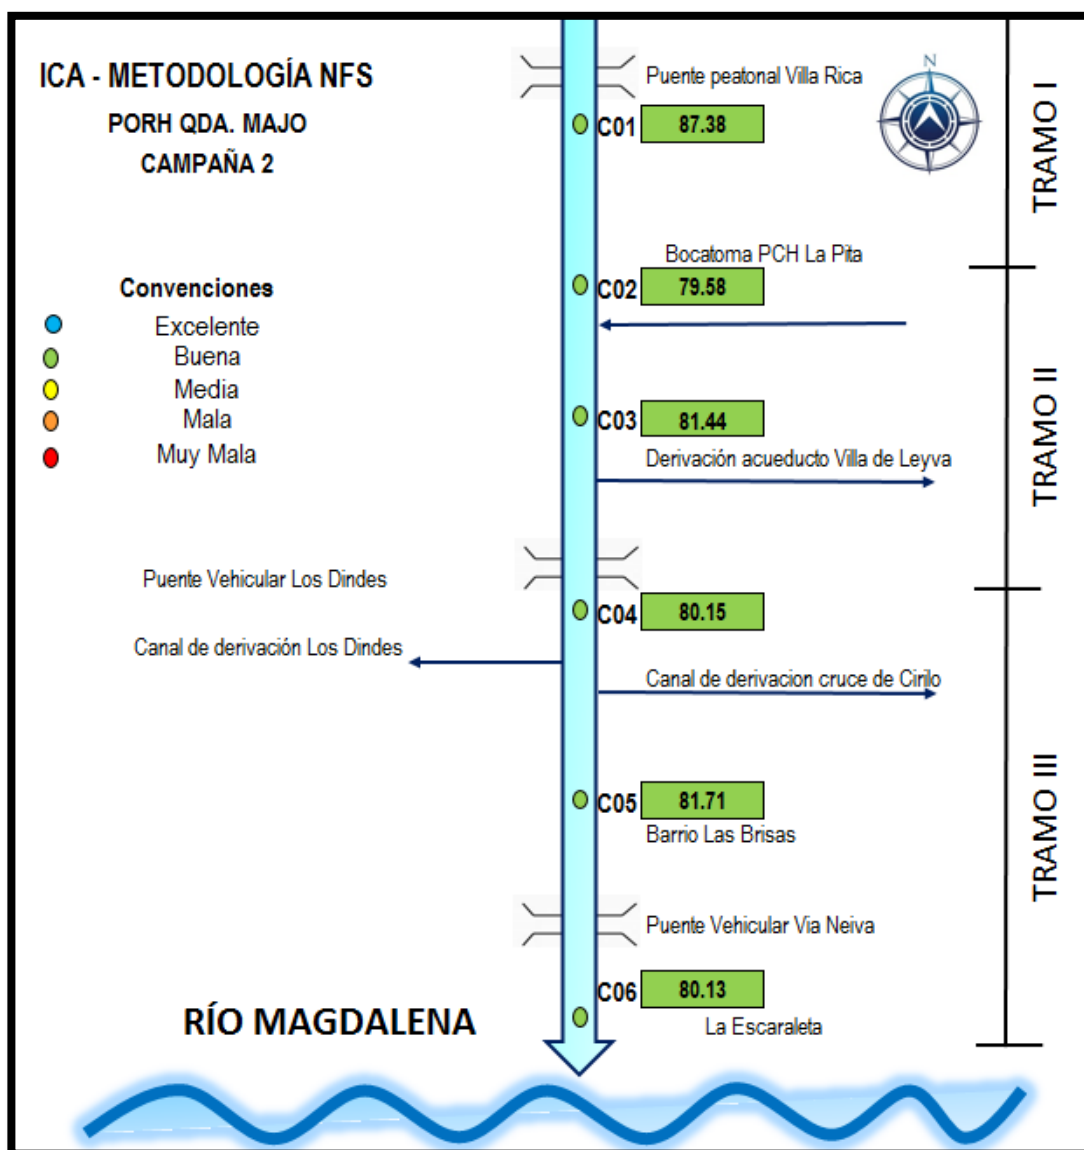 ICA - METODOLOGÍA NFS
PORH QDA. MAJO
CAMPAÑA 2
Puente peatonal Villa Rica
N
C01 87.38
TRAMO I
Bocatoma PCH La Pita
C02 79.58
Convenciones
Excelente
Buena
Media
Mala
Muy Mala
C03 81.44
Derivación acueducto Villa de Leyva
TRAMO II
Puente Vehicular Los Dindes
C04 80.15
Canal de derivación Los Dindes
Canal de derivacion cruce de Cirilo
C05 81.71
Barrio Las Brisas
TRAMO III
Puente Vehicular Via Neiva
C06 80.13
La Escaraleta
RÍO MAGDALENA